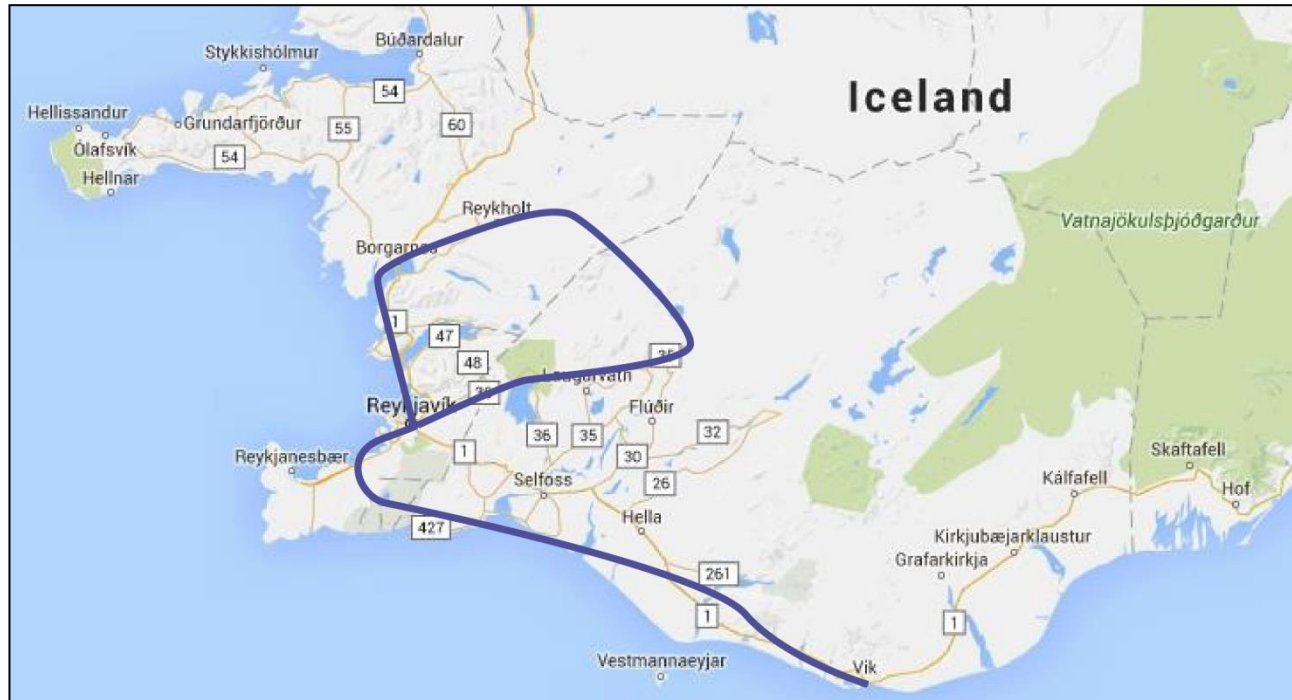 Búðardalur
Stykkishólmur
Iceland
54
Hellissandur
Grundarfjörður
55
60
Ólafsvík
54
Hellnar
Reykholt
Vatnajökulsþjóðgarður
Borgarnes
1
47
48
35
36
Laugarvatn
Reykjavík
Flúðir
32
36
35
1
30
Reykjanesbær
Skaftafell
26
Selfoss
Kálfafell
Hof
Hella
427
Kirkjubæjarklaustur
Grafarkirkja
261
1
1
Vik
Vestmannaeyjar